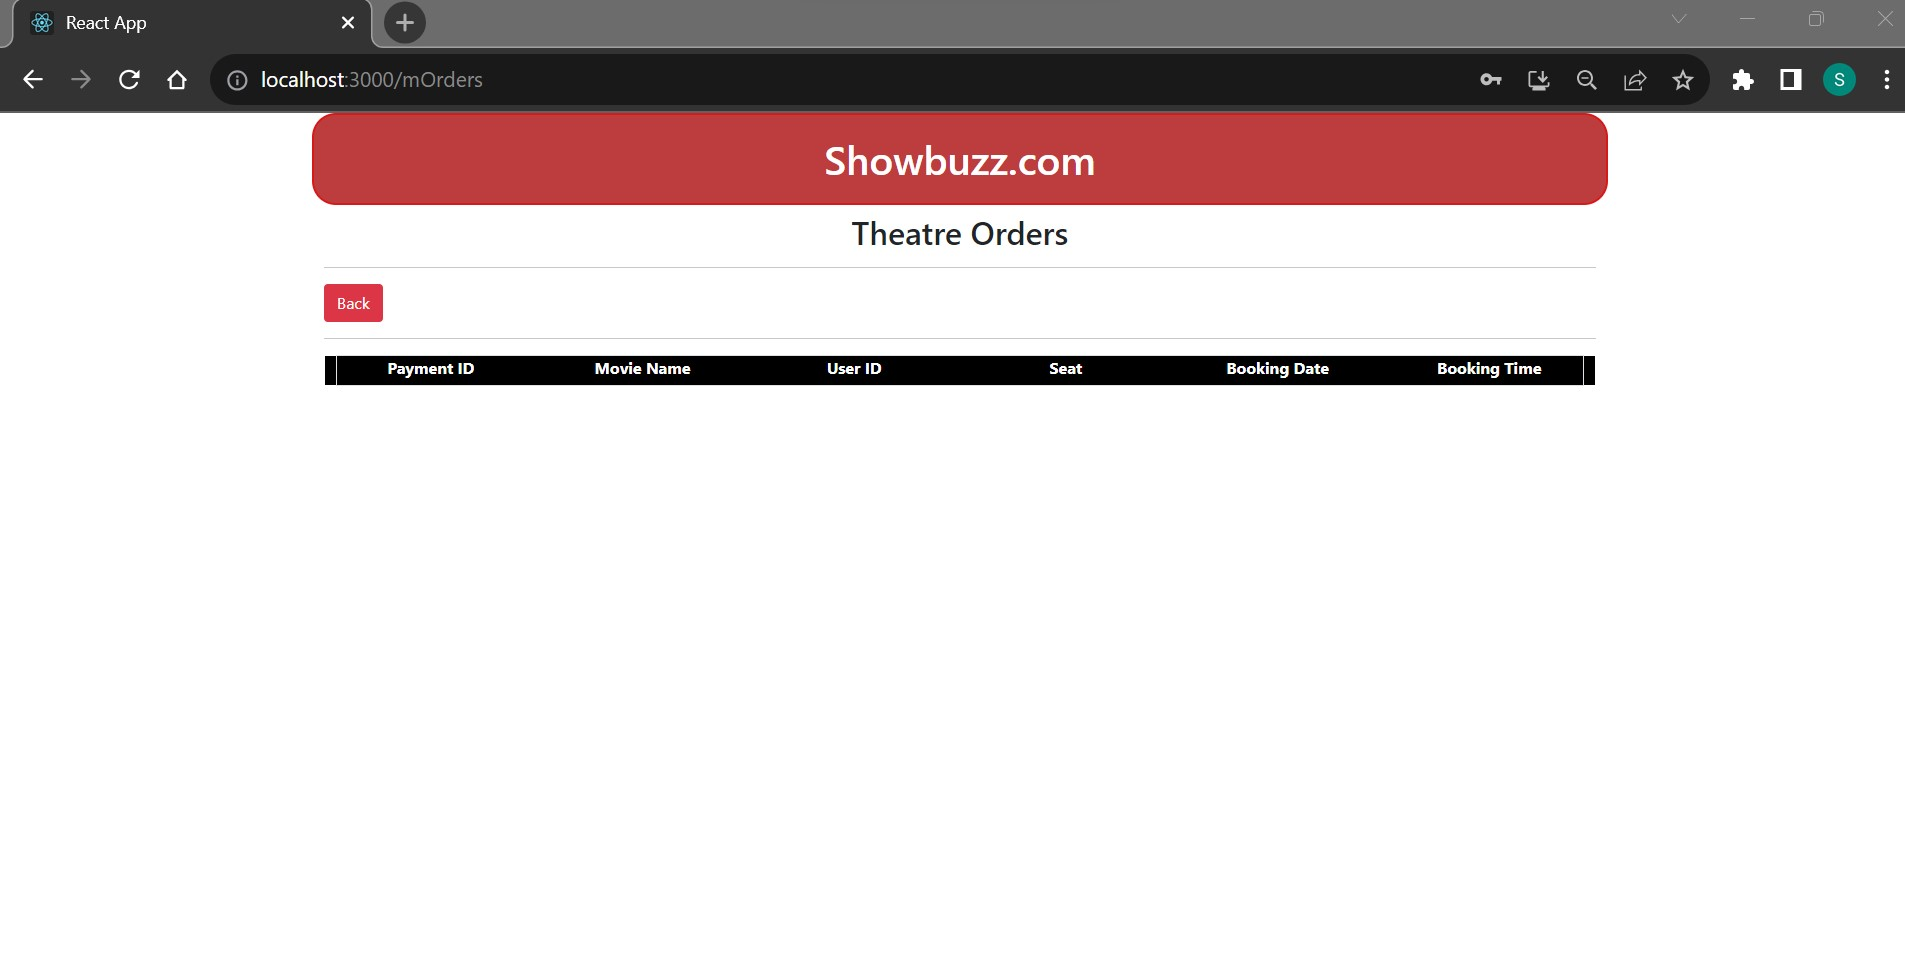 React App
localhost:3000/mOrders
S
Showbuzz.com
Theatre Orders
Back
Payment ID Movie Name User ID Seat Booking Date Booking Time